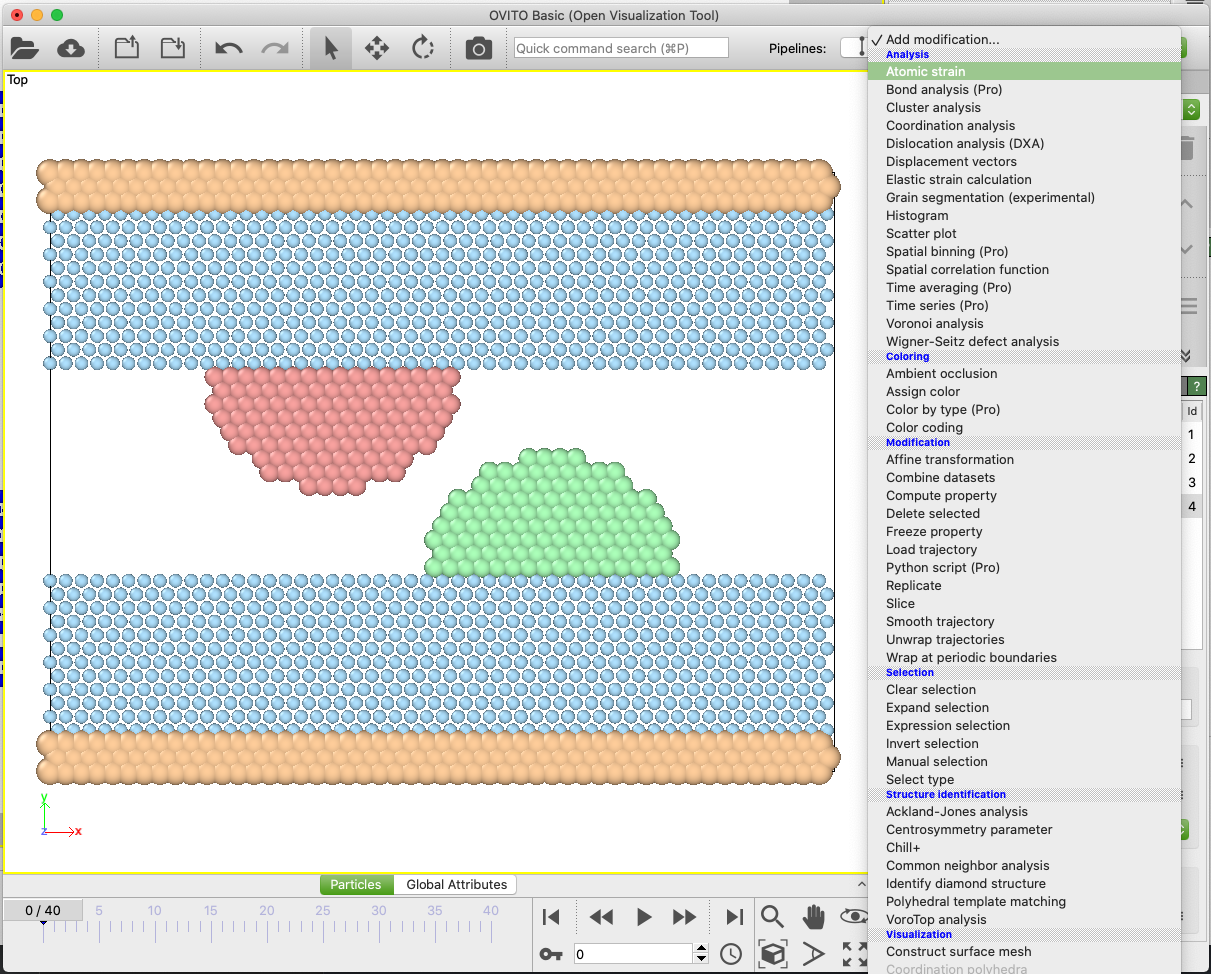 OVITO Basic (Open Visualization Tool)
Quick command search (⌘P)
Pipelines:
Top
y
z
x
✓ Add modification...
Analysis
Atomic strain
Bond analysis (Pro)
Cluster analysis
Coordination analysis
Dislocation analysis (DXA)
Displacement vectors
Elastic strain calculation
Grain segmentation (experimental)
Histogram
Scatter plot
Spatial binning (Pro)
Spatial correlation function
Time averaging (Pro)
Time series (Pro)
Voronoi analysis
Wigner-Seitz defect analysis
Coloring
Ambient occlusion
Assign color
Color by type (Pro)
Color coding
Modification
Affine transformation
Combine datasets
Compute property
Delete selected
Freeze property
Load trajectory
Python script (Pro)
Replicate
Slice
Smooth trajectory
Unwrap trajectories
Wrap at periodic boundaries
Selection
Clear selection
Expand selection
Expression selection
Invert selection
Manual selection
Select type
Structure identification
Ackland-Jones analysis
Centrosymmetry parameter
Chill+
Common neighbor analysis
Identify diamond structure
Polyhedral template matching
VoroTop analysis
Visualization
Construct surface mesh
Coordination polyhedra
?
Id
1
2
3
4
Particles Global Attributes
0 / 40 5 10 15 20 25 30 35 40
0